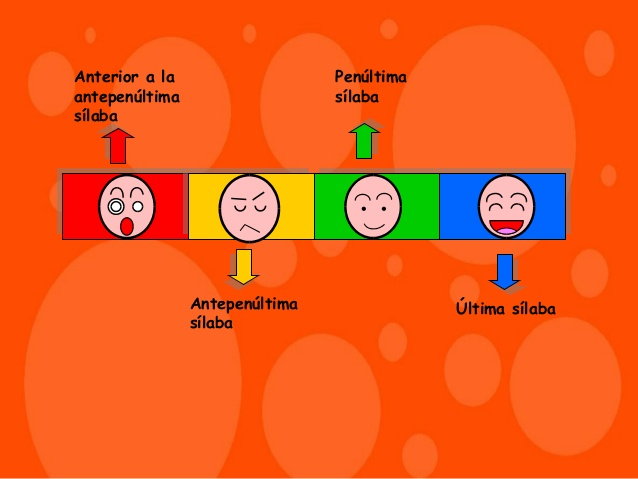 Anterior a la
antepenúltima
sílaba
Penúltima
sílaba
Antepenúltima
sílaba
Última sílaba